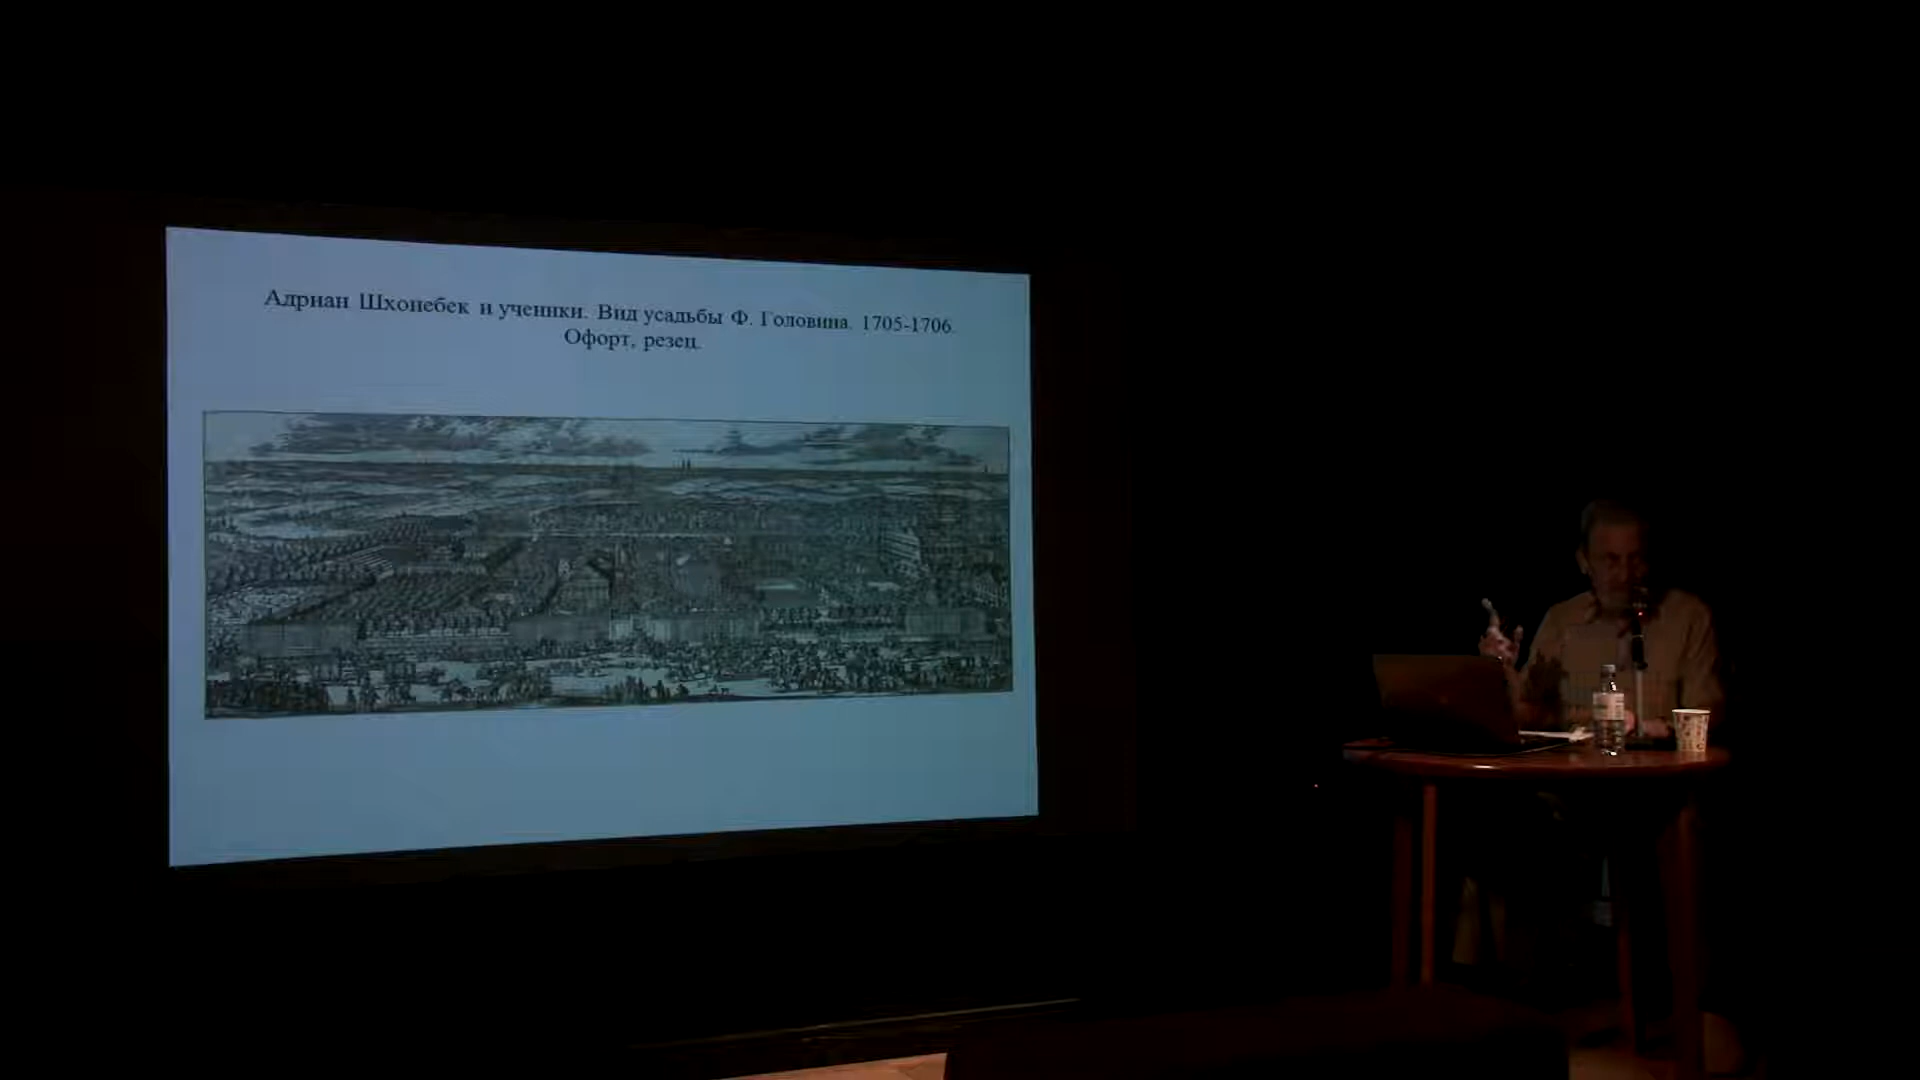 Адриан Шхонебек и ученики. Вид усадьбы Ф. Головина. 1705-1706.
Офорт, резец.